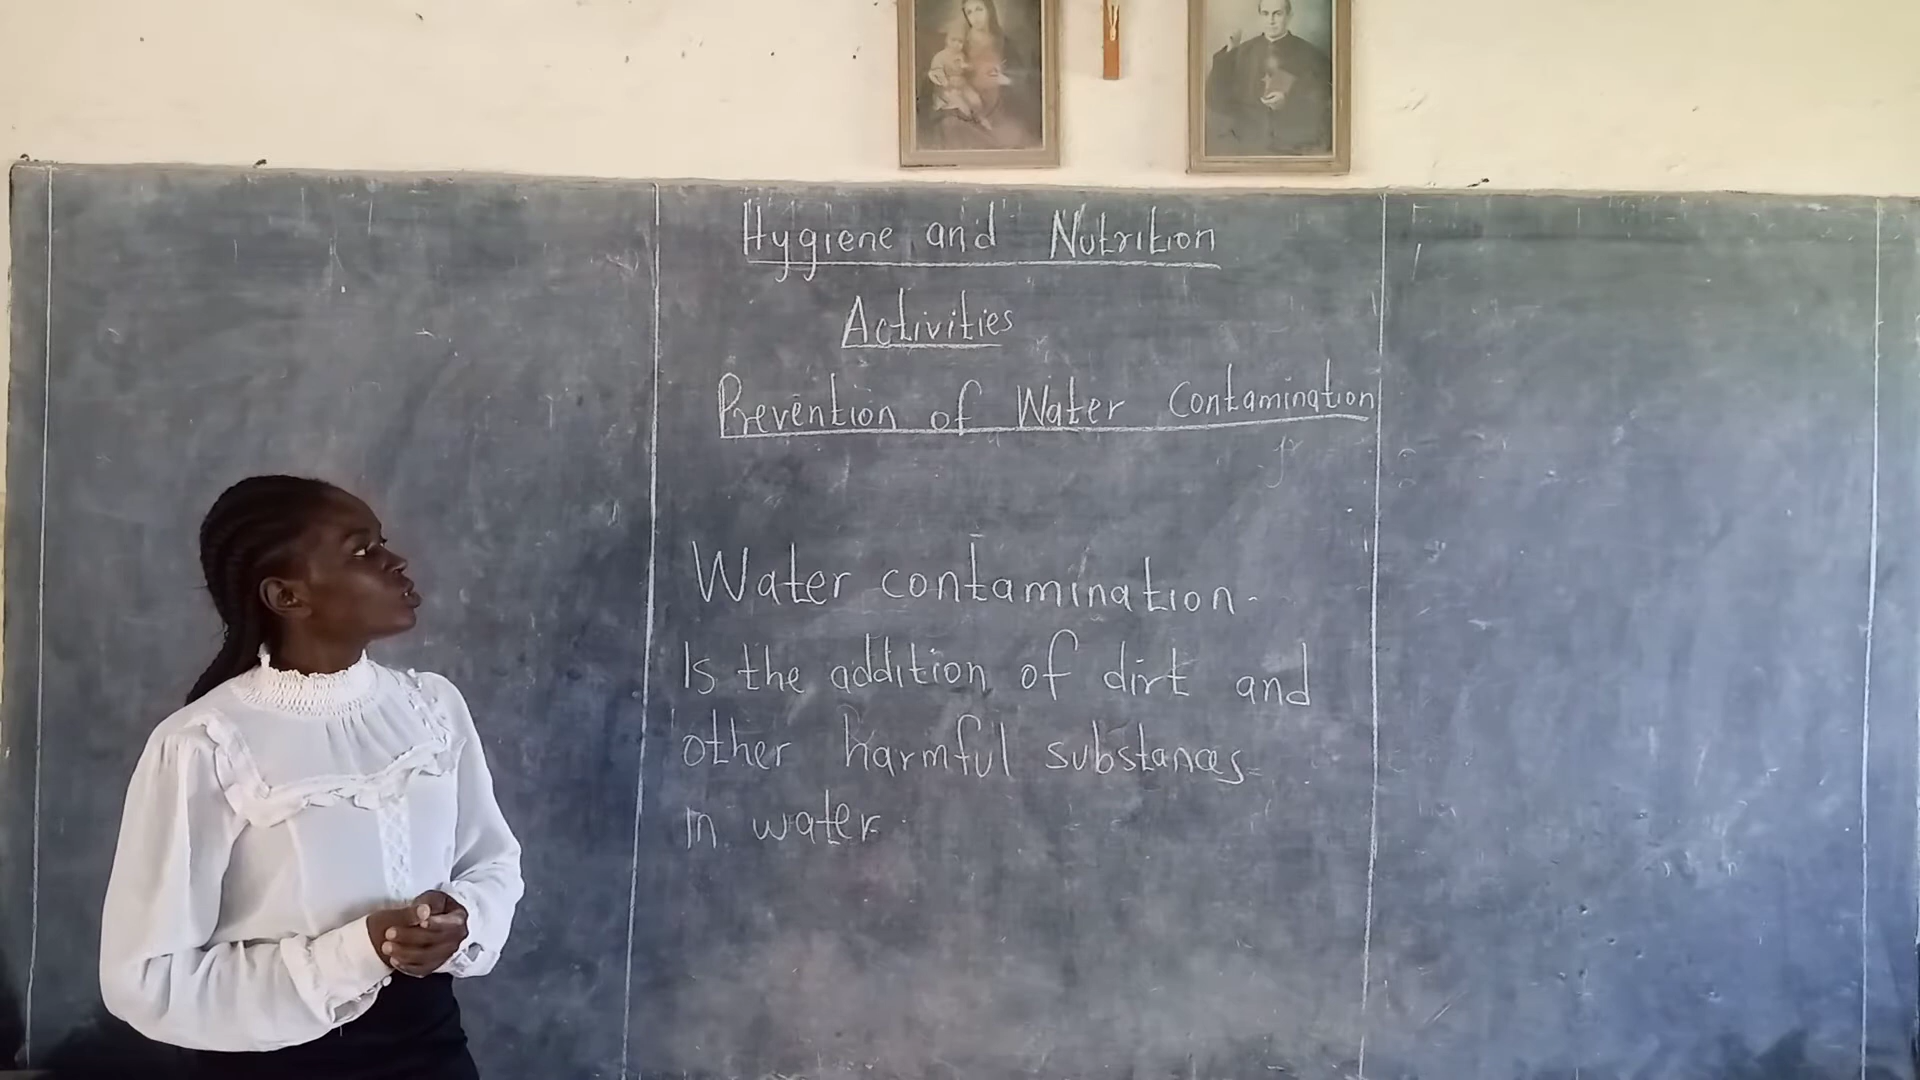 Hygiene and Nutrition
Activities
Prevention of Water Contamination
Water contamination-
Is the addition of dirt and
other harmful substances
in water.